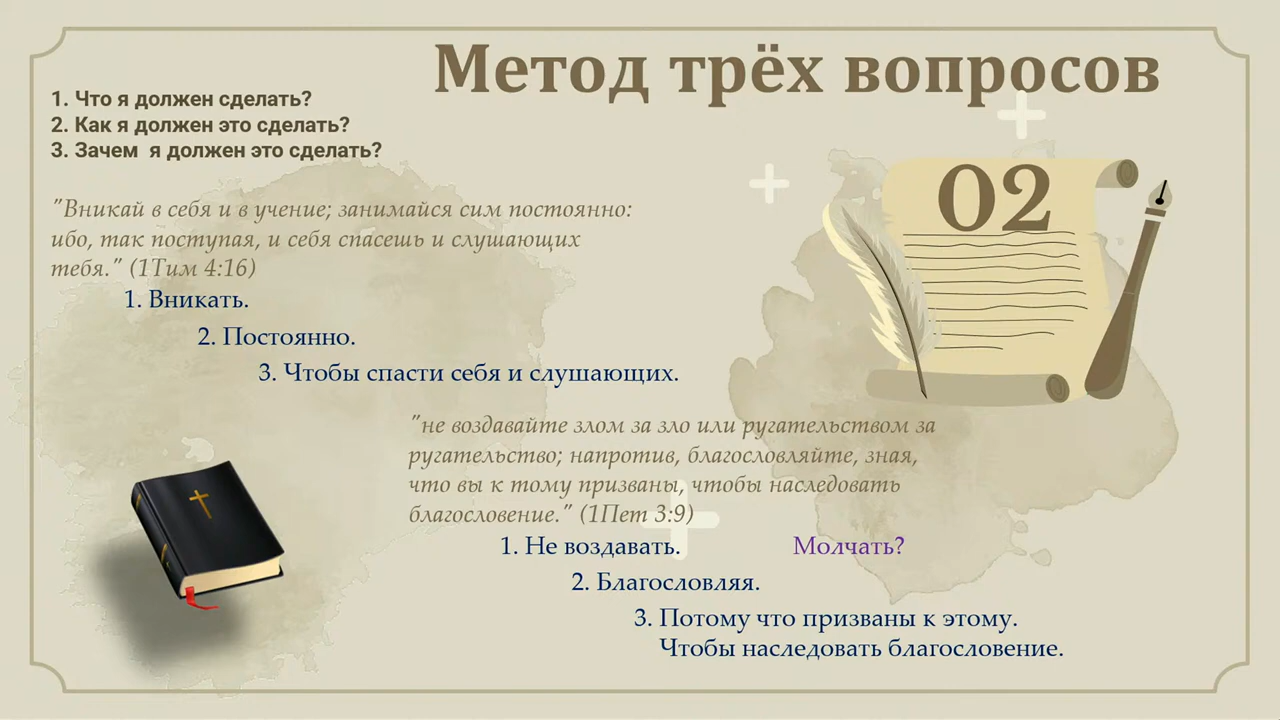 Метод трёх вопросов
1. Что я должен сделать?
2. Как я должен это сделать?
3. Зачем я должен это сделать?
02
"Вникай в себя и в учение; занимайся сим постоянно:
ибо, так поступая, и себя спасешь и слушающих
тебя." (1Тим 4:16)
1. Вникать.
2. Постоянно.
3. Чтобы спасти себя и слушающих.
"не воздавайте злом за зло или ругательством за
ругательство; напротив, благословляйте, зная,
что вы к тому призваны, чтобы наследовать
благословение." (1Пет 3:9)
1. Не воздавать. Молчать?
2. Благословляя.
3. Потому что призваны к этому.
Чтобы наследовать благословение.